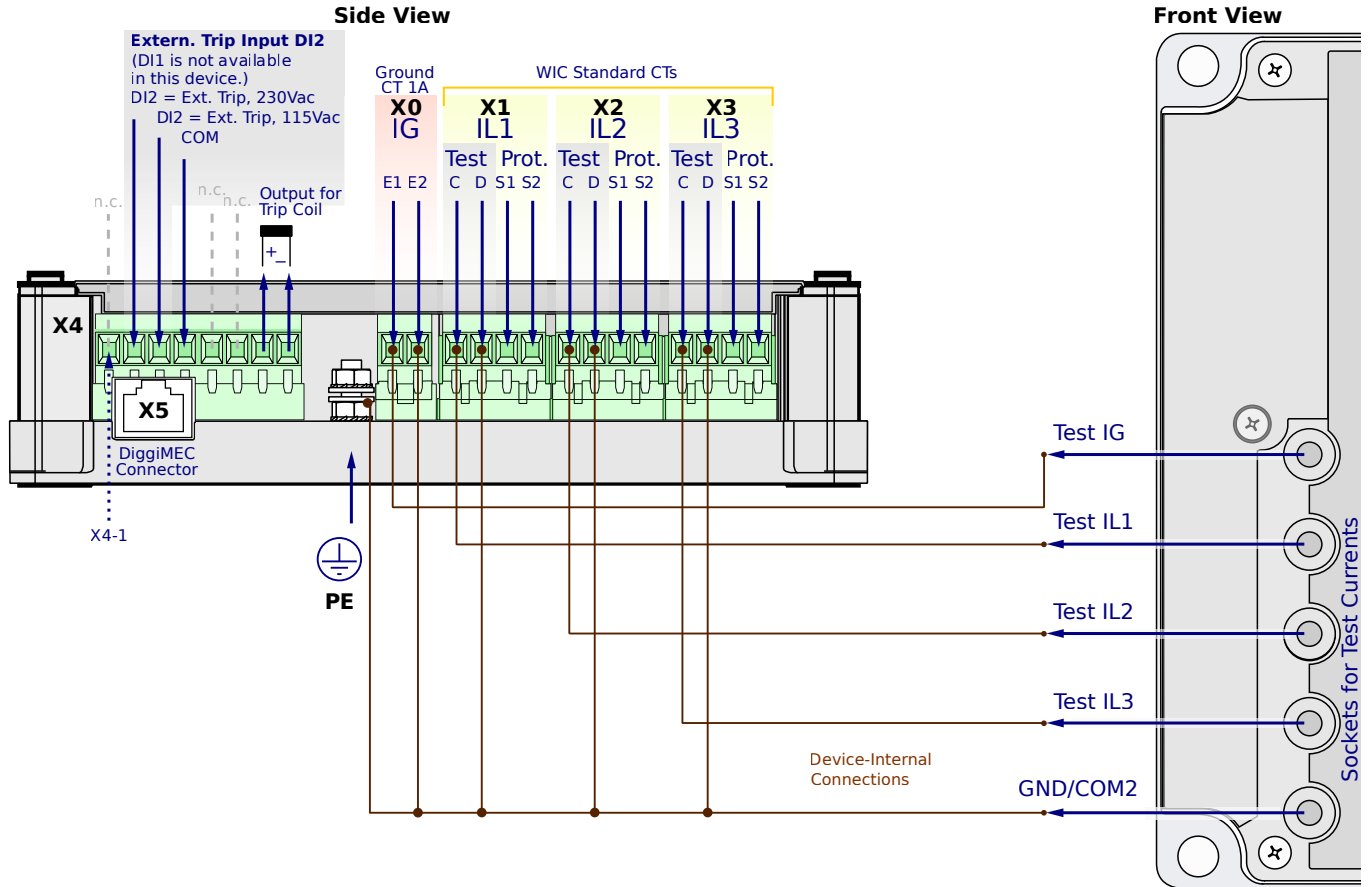 Side View
Front View
Extern. Trip Input DI2
(DI1 is not available
in this device.)
DI2 = Ext. Trip, 230Vac
DI2 = Ext. Trip, 115Vac
COM
n.c.
n.c.
n.c.
Output for
Trip Coil
+
−
Ground
CT 1A
X0
IG
E1 E2
WIC Standard CTs
X1
IL1
Test Prot.
C D S1 S2
X2
IL2
Test Prot.
C D S1 S2
X3
IL3
Test Prot.
C D S1 S2
X4
X5
DiggiMEC
Connector
X4-1
PE
Test IG
Test IL1
Test IL2
Test IL3
GND/COM2
Device-Internal
Connections
Sockets for Test Currents